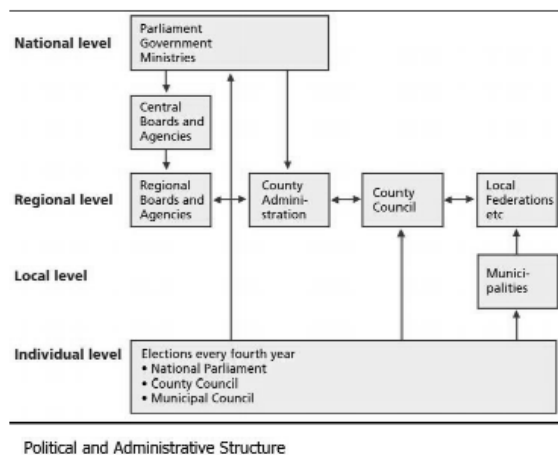 National level
Parliament
Government
Ministries
Central
Boards and
Agencies
Regional level
Regional
Boards and
Agencies
County
Admini-
stration
County
Council
Local
Federations
etc
Local level
Munici-
palities
Individual level
Elections every fourth year
• National Parliament
• County Council
• Municipal Council
Political and Administrative Structure